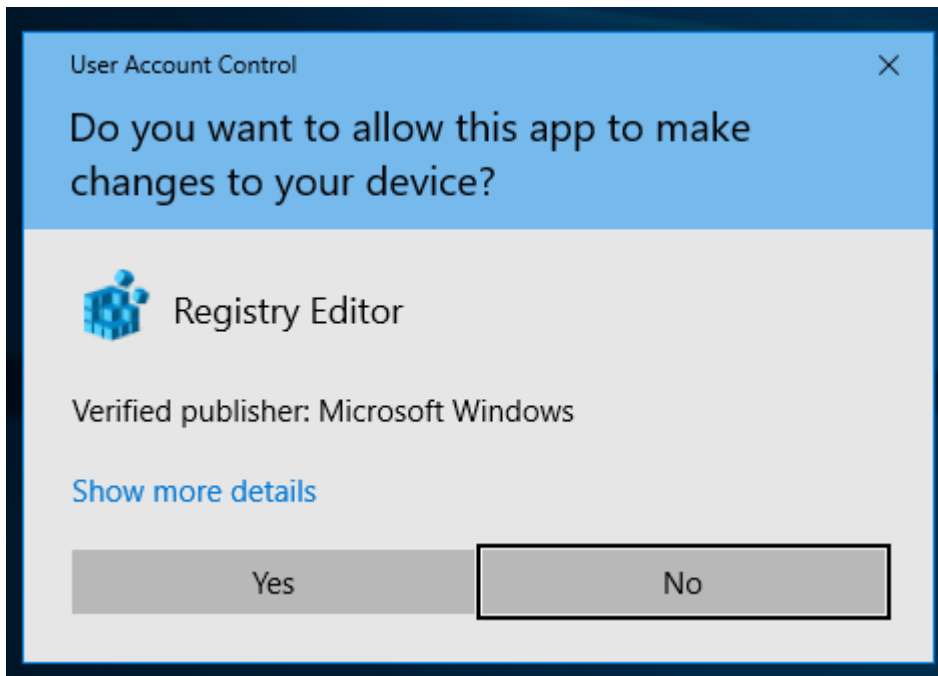 User Account Control
Do you want to allow this app to make
changes to your device?
Registry Editor
Verified publisher: Microsoft Windows
Show more details
Yes
No